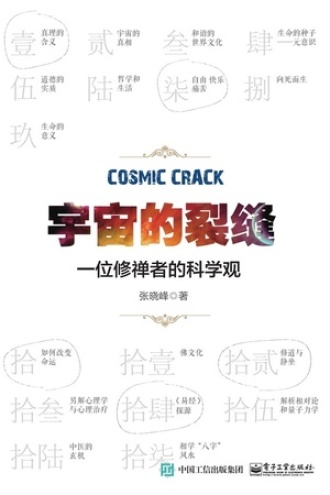 壹 真理的
含义
贰 宇宙的
真相
叁 和谐的
世界文化
肆 生命的种子
—元意识
伍 道德的
实质
陆 哲学和
生活
柒 自由 快乐
痛苦
捌 向死而生
玖 生命的
意义
COSMIC CRACK
宇宙的裂缝
一位修禅者的科学观
张晓峰◎著
拾 如何改变
命运
拾壹 佛文化
拾贰 修道与
静坐
拾叁 另解心理学
与心理治疗
拾肆 《易经》
探源
拾伍 解析相对论
和量子力学
拾陆 中医的
玄机
拾柒 相学“八字”
风水
中国工信出版集团
电子工业出版社